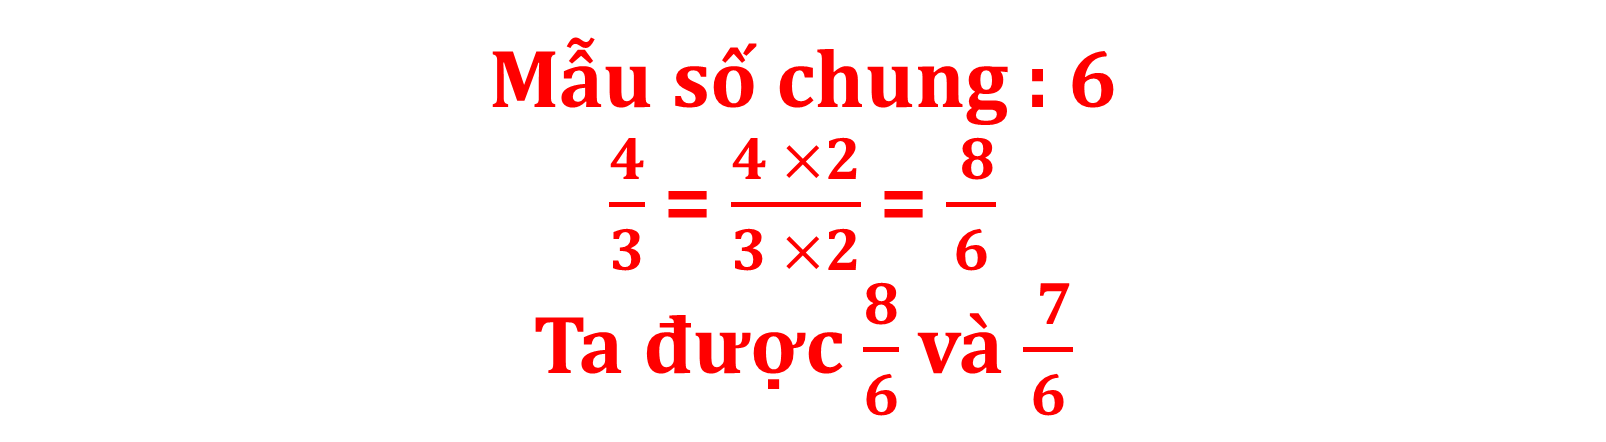 Mẫu số chung : 6
4/3 = 4 ×2/3 ×2 = 8/6
Ta được 8/6 và 7/6